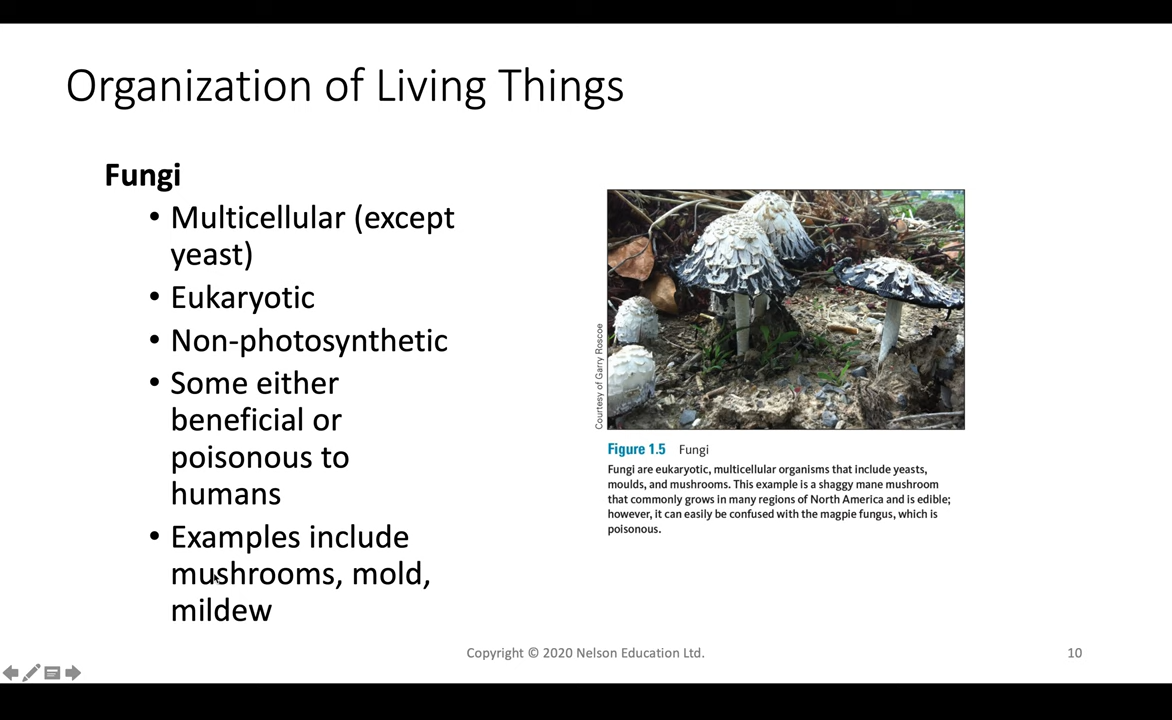 Organization of Living Things
Fungi
• Multicellular (except
yeast)
• Eukaryotic
• Non-photosynthetic
• Some either
beneficial or
poisonous to
humans
• Examples include
mushrooms, mold,
mildew
Courtesy of Garry Roscoe
Figure 1.5 Fungi
Fungi are eukaryotic, multicellular organisms that include yeasts,
moulds, and mushrooms. This example is a shaggy mane mushroom
that commonly grows in many regions of North America and is edible;
however, it can easily be confused with the magpie fungus, which is
poisonous.
Copyright © 2020 Nelson Education Ltd.
10